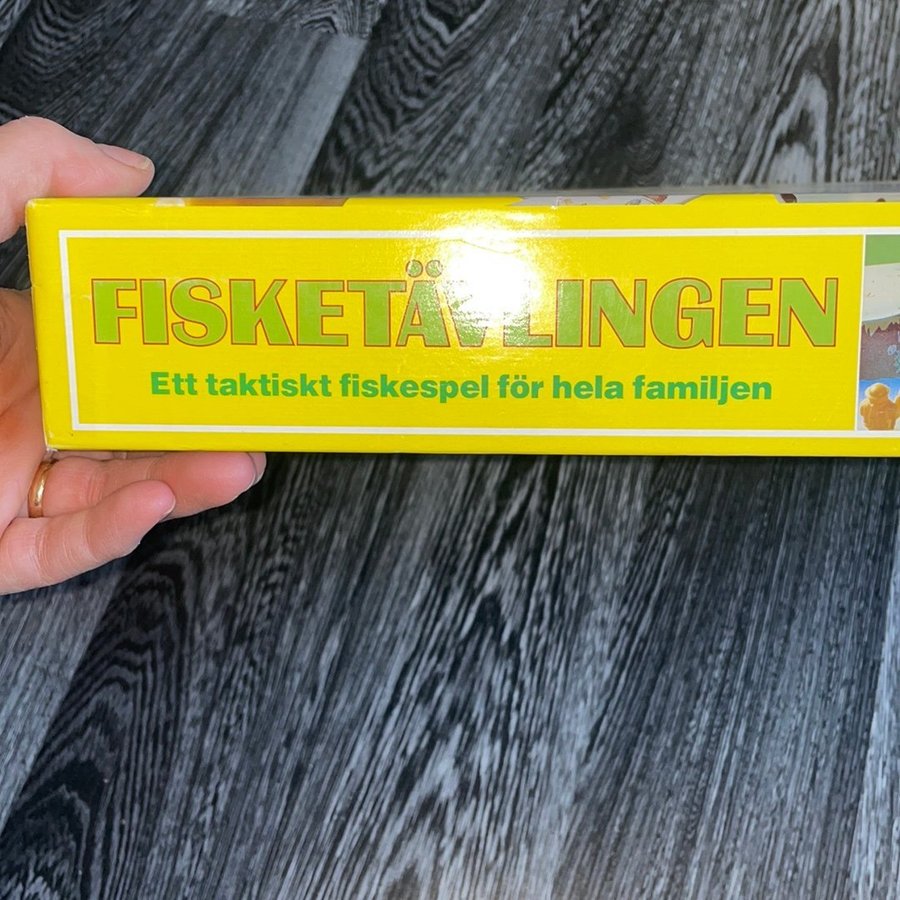 FISKETÄVLINGEN
Ett taktiskt fiskespel för hela familjen